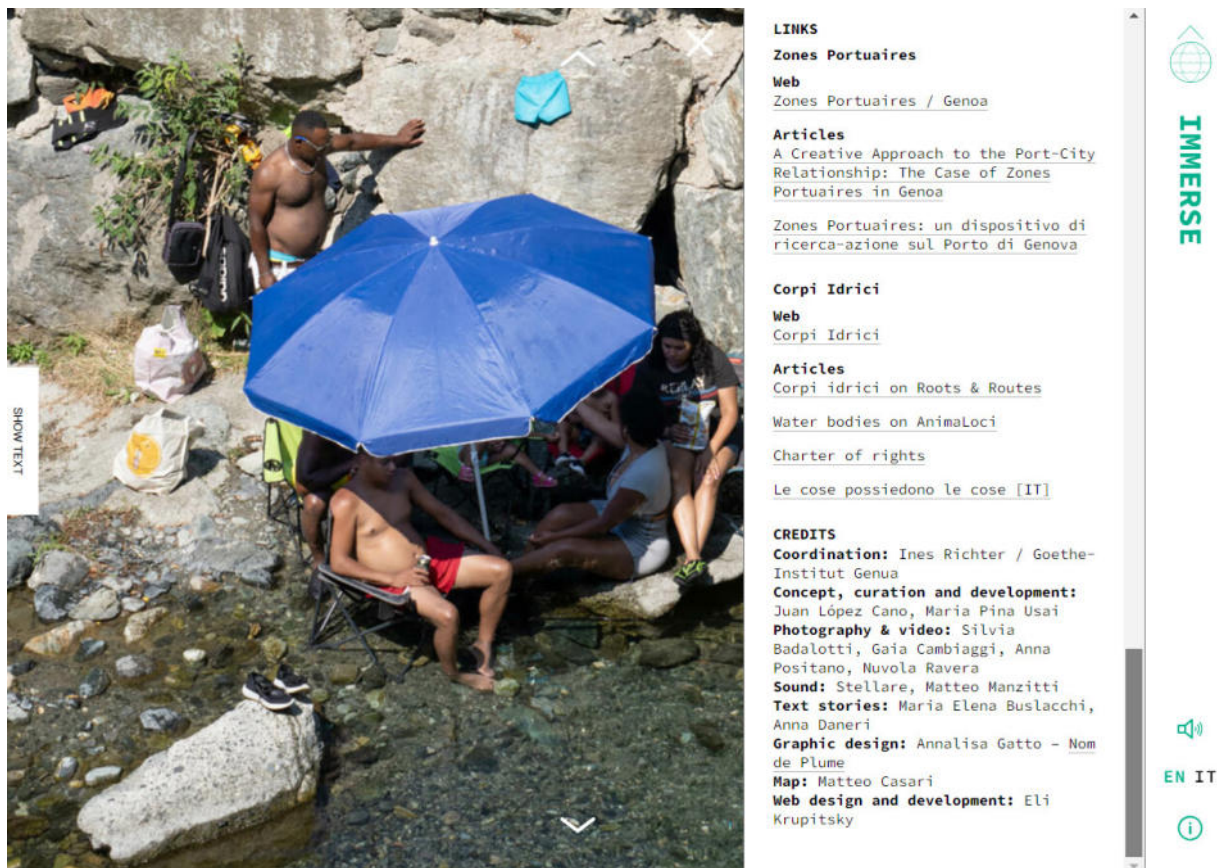 SHOW TEXT
LINKS
Zones Portuaires
Web
Zones Portuaires / Genoa
Articles
A Creative Approach to the Port-City
Relationship: The Case of Zones
Portuaires in Genoa
Zones Portuaires: un dispositivo di
ricerca-azione sul Porto di Genova
Corpi Idrici
Web
Corpi Idrici
Articles
Corpi idrici on Roots & Routes
Water bodies on AnimaLoci
Charter of rights
Le cose possiedono le cose [IT]
CREDITS
Coordination: Ines Richter / Goethe-
Institut Genua
Concept, curation and development:
Juan López Cano, Maria Pina Usai
Photography & video: Silvia
Badalotti, Gaia Cambiaggi, Anna
Positano, Nuvola Ravera
Sound: Stellare, Matteo Manzitti
Text stories: Maria Elena Buslacchi,
Anna Daneri
Graphic design: Annalisa Gatto – Nom
de Plume
Map: Matteo Casari
Web design and development: Eli
Krupitsky
IMMERSE
EN IT